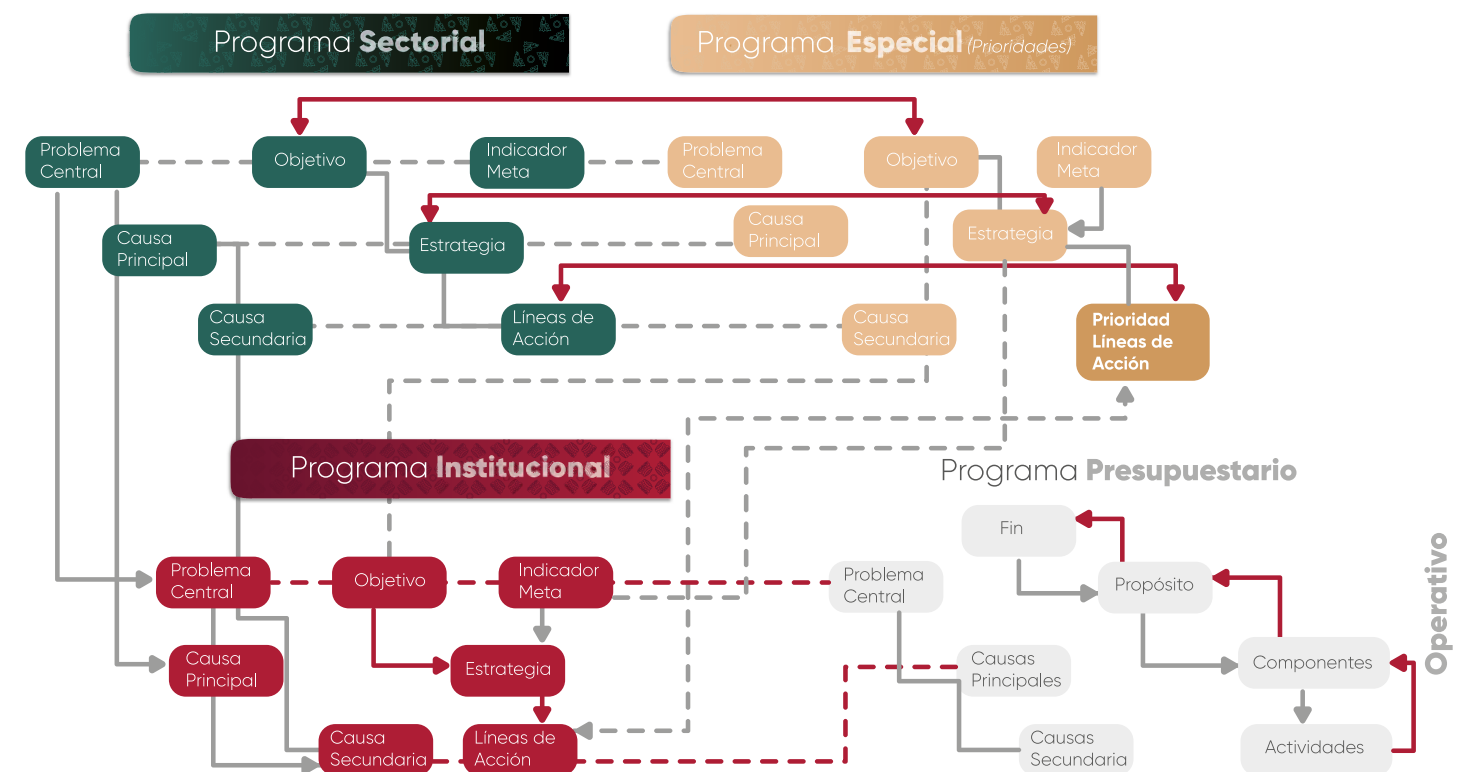 Programa Sectorial
Programa Especial (Prioridades)
Problema
Central
Objetivo
Indicador
Meta
Problema
Central
Objetivo
Indicador
Meta
Causa
Principal
Estrategia
Causa
Principal
Estrategia
Causa
Secundaria
Líneas de
Acción
Causa
Secundaria
Prioridad
Líneas de
Acción
Programa Institucional
Programa Presupuestario
Fin
Problema
Central
Objetivo
Indicador
Meta
Problema
Central
Propósito
Operativo
Causa
Principal
Estrategia
Causas
Principales
Componentes
Causa
Secundaria
Líneas de
Acción
Causas
Secundaria
Actividades